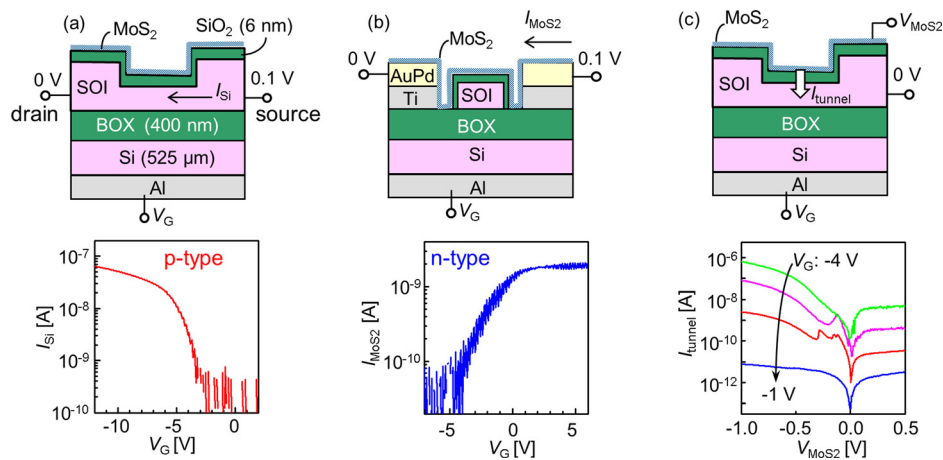 (a)
MoS2
SiO2
(6 nm)
0 V
0.1 V
SOI
ISi
drain
source
BOX (400 nm)
Si (525 μm)
Al
VG
p-type
10-7
10-8
10-9
10-10
ISi [A]
-10 -5 0
VG [V]
(b)
IMoS2
MoS2
0 V
AuPd
0.1 V
Ti
SOI
BOX
Si
Al
VG
n-type
10-9
10-10
IMoS2 [A]
-5 0 5
VG [V]
(c)
MoS2
VMoS2
0 V
SOI
Itunnel
BOX
Si
Al
VG
10-6
10-8
10-10
10-12
Itunnel [A]
VG: -4 V
-1 V
-1.0 -0.5 0.0 0.5
VMoS2 [V]